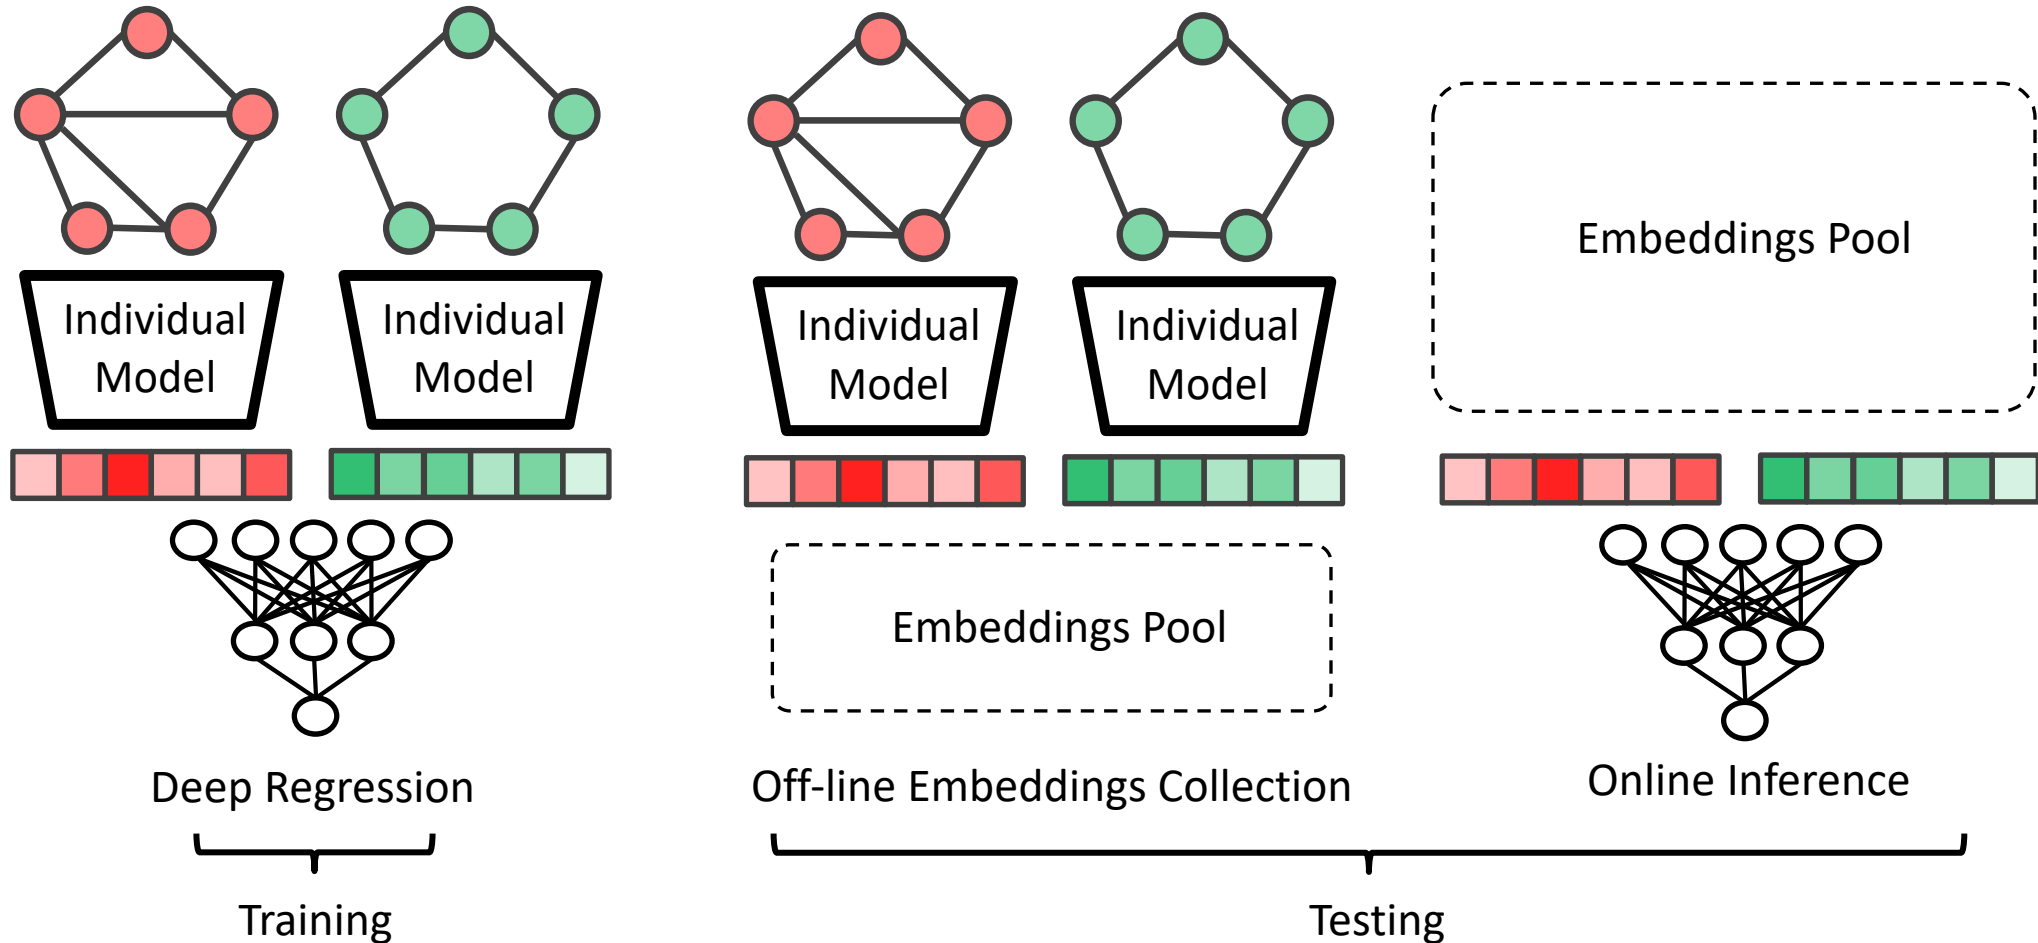 Individual
Model
Individual
Model
Deep Regression
Training
Individual
Model
Individual
Model
Embeddings Pool
Off-line Embeddings Collection
Embeddings Pool
Online Inference
Testing